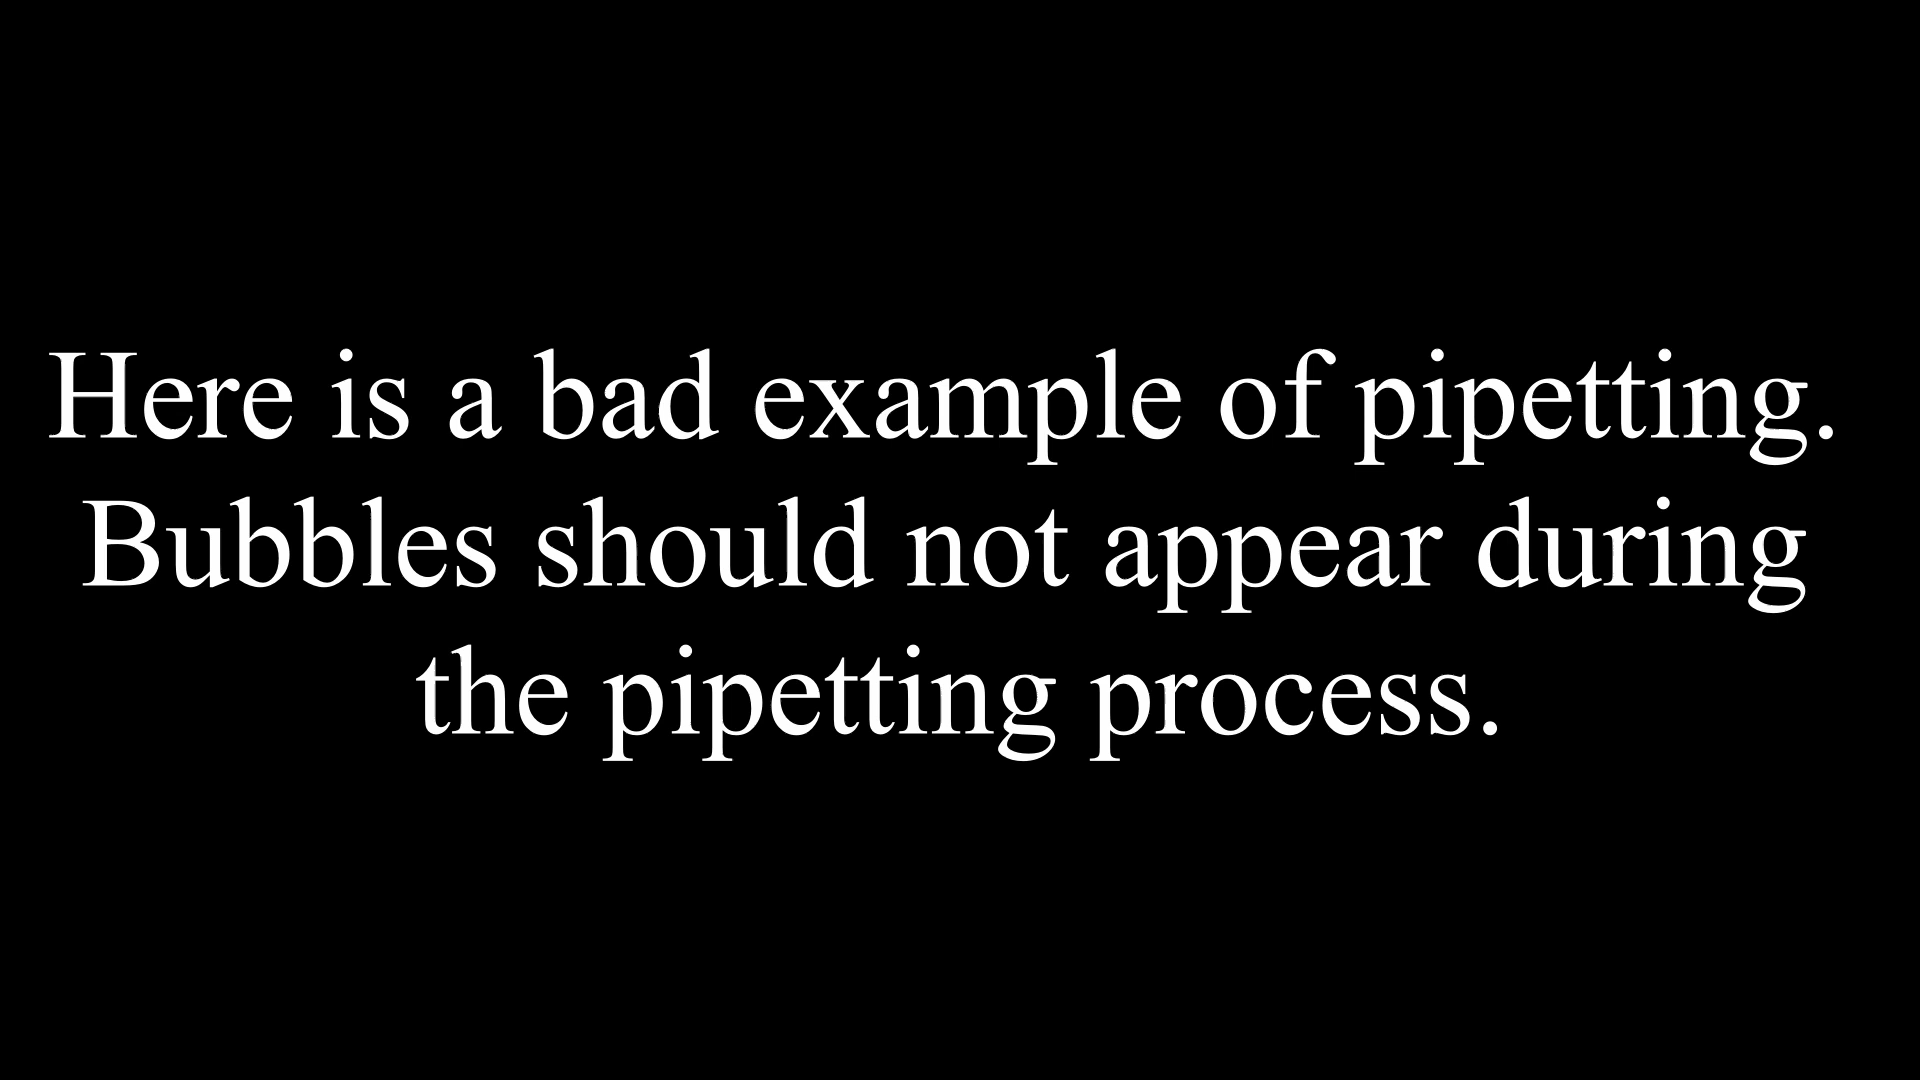 Here is a bad example of pipetting.
Bubbles should not appear during
the pipetting process.